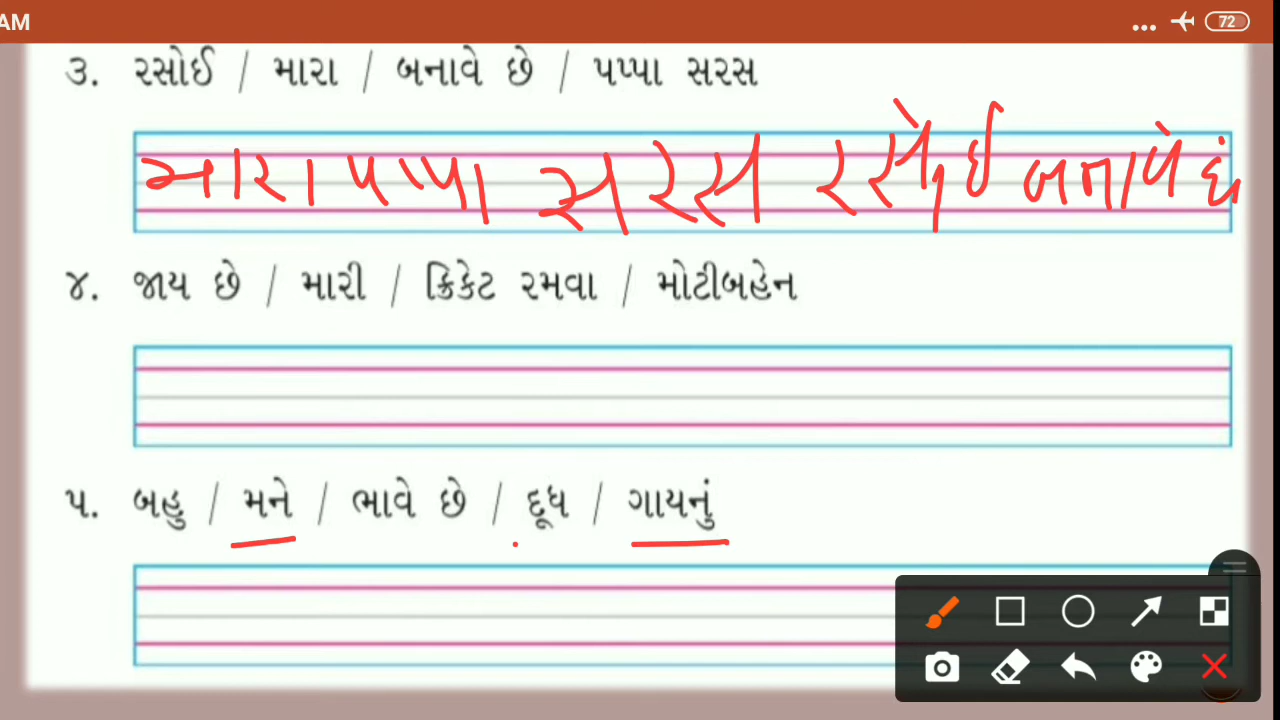 AM ... 72
૩. રસોઈ / મારા / બનાવે છે / પપ્પા સરસ
મારા પપ્પા સરસ રસોઈ બનાવે છે
૪. જાય છે / મારી / ક્રિકેટ રમવા / મોટીબહેન
૫. બહુ / મને / ભાવે છે / દૂધ / ગાયનું